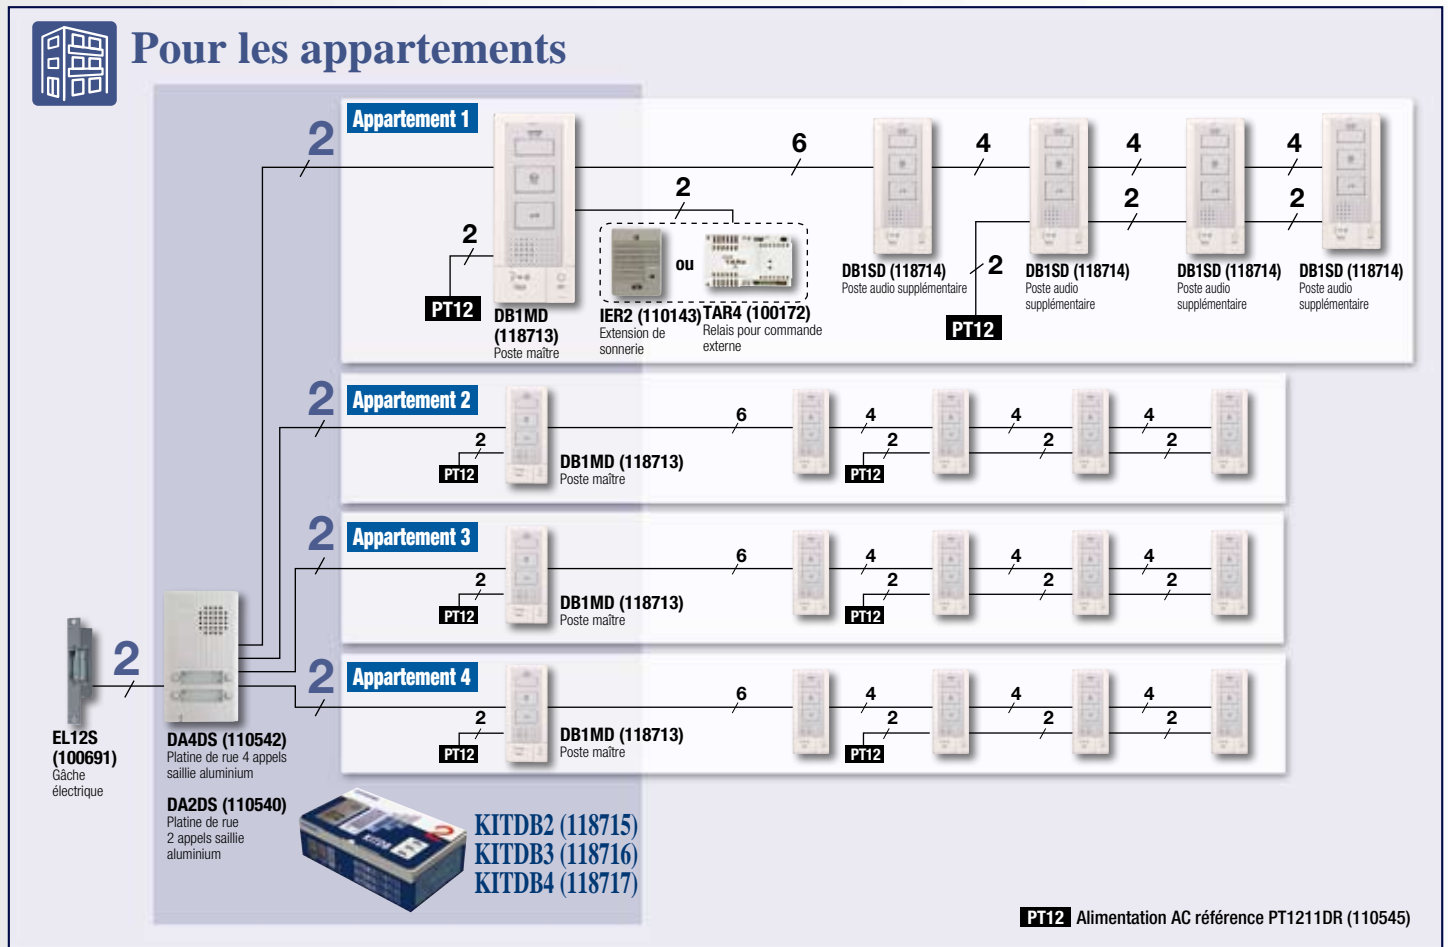 Pour les appartements
Appartement 1
2
6
4
4
4
2
2
2
2
2
PT12
ou
PT12
DB1MD
(118713)
Poste maître
IER2 (110143)
Extension de
sonnerie
TAR4 (100172)
Relais pour commande
externe
DB1SD (118714)
Poste audio supplémentaire
DB1SD (118714)
Poste audio
supplémentaire
DB1SD (118714)
Poste audio
supplémentaire
DB1SD (118714)
Poste audio
supplémentaire
Appartement 2
2
6
4
4
4
2
2
2
2
PT12
PT12
DB1MD (118713)
Poste maître
Appartement 3
2
6
4
4
4
2
2
2
2
PT12
PT12
DB1MD (118713)
Poste maître
Appartement 4
2
6
4
4
4
2
2
2
2
PT12
PT12
DB1MD (118713)
Poste maître
2
EL12S
(100691)
Gâche
électrique
DA4DS (110542)
Platine de rue 4 appels
saillie aluminium
DA2DS (110540)
Platine de rue
2 appels saillie
aluminium
KITDB2 (118715)
KITDB3 (118716)
KITDB4 (118717)
PT12 Alimentation AC référence PT1211DR (110545)